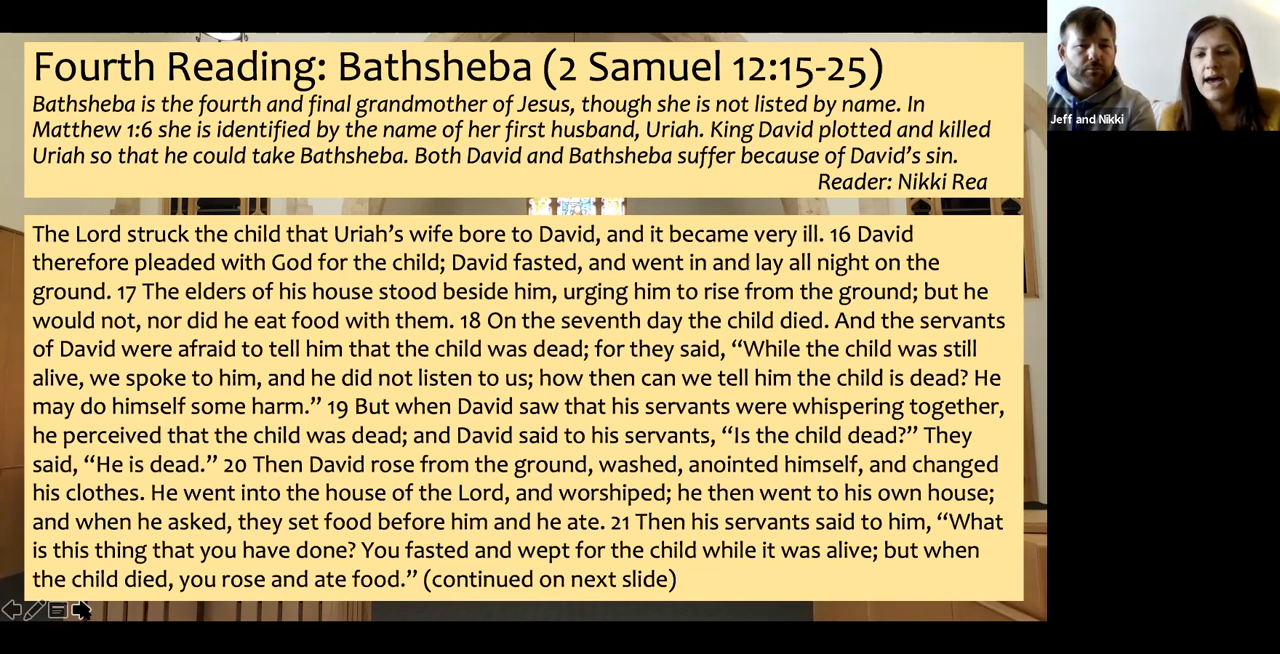 Fourth Reading: Bathsheba (2 Samuel 12:15-25)
Bathsheba is the fourth and final grandmother of Jesus, though she is not listed by name. In
Matthew 1:6 she is identified by the name of her first husband, Uriah. King David plotted and killed
Uriah so that he could take Bathsheba. Both David and Bathsheba suffer because of David’s sin.
Reader: Nikki Rea
Jeff and Nikki
The Lord struck the child that Uriah’s wife bore to David, and it became very ill. 16 David
therefore pleaded with God for the child; David fasted, and went in and lay all night on the
ground. 17 The elders of his house stood beside him, urging him to rise from the ground; but he
would not, nor did he eat food with them. 18 On the seventh day the child died. And the servants
of David were afraid to tell him that the child was dead; for they said, “While the child was still
alive, we spoke to him, and he did not listen to us; how then can we tell him the child is dead? He
may do himself some harm.” 19 But when David saw that his servants were whispering together,
he perceived that the child was dead; and David said to his servants, “Is the child dead?” They
said, “He is dead.” 20 Then David rose from the ground, washed, anointed himself, and changed
his clothes. He went into the house of the Lord, and worshiped; he then went to his own house;
and when he asked, they set food before him and he ate. 21 Then his servants said to him, “What
is this thing that you have done? You fasted and wept for the child while it was alive; but when
the child died, you rose and ate food.” (continued on next slide)